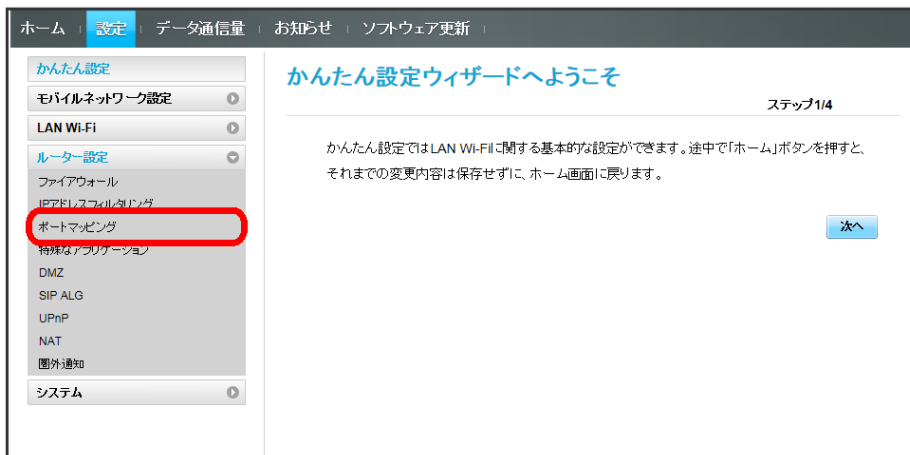 ホーム 設定 データ通信量 お知らせ ソフトウェア更新
かんたん設定
モバイルネットワーク設定
LAN Wi-Fi
ルーター設定
ファイアウォール
IPアドレスフィルタリング
ポートマッピング
特殊なアプリケーション
DMZ
SIP ALG
UPnP
NAT
圏外通知
システム
かんたん設定ウィザードへようこそ
ステップ1/4
かんたん設定ではLAN Wi-Fiに関する基本的な設定ができます。途中で「ホーム」ボタンを押すと、
それまでの変更内容は保存せずに、ホーム画面に戻ります。
次へ